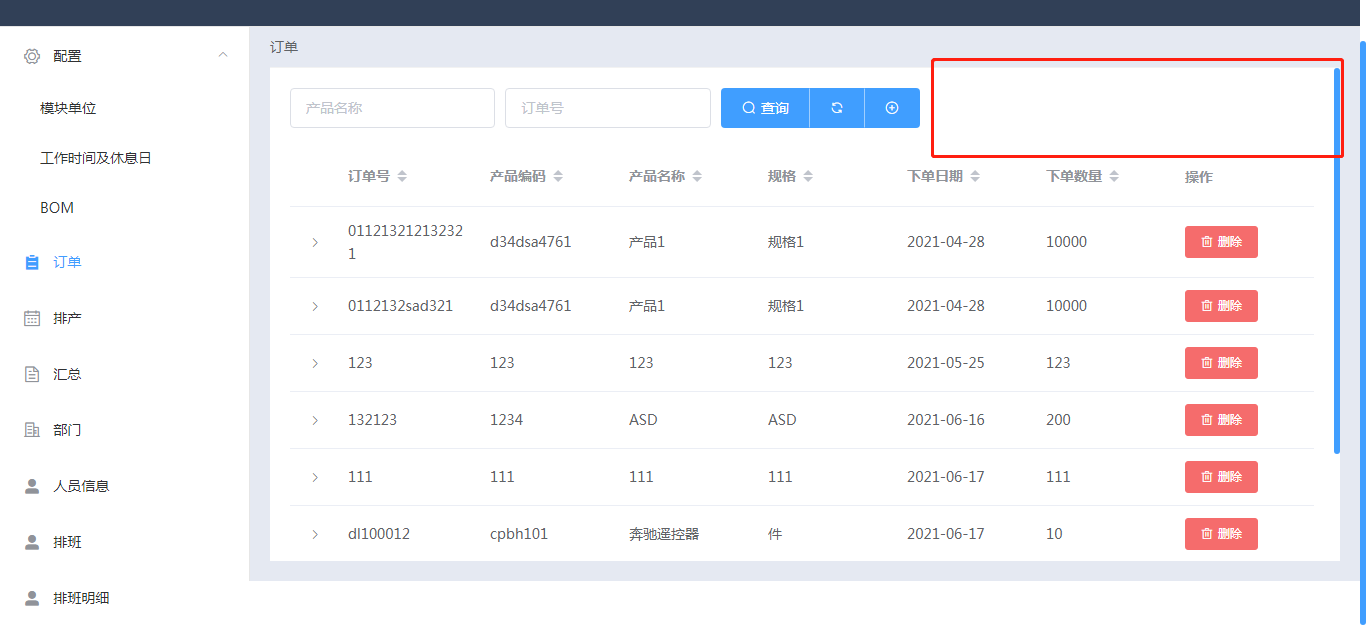 配置
模块单位
工作时间及休息日
BOM
订单
排产
汇总
部门
人员信息
排班
排班明细
订单
产品名称 订单号 查询
订单号 产品编码 产品名称 规格 下单日期 下单数量 操作
01121321213232
1 d34dsa4761 产品1 规格1 2021-04-28 10000 删除
0112132sad321 d34dsa4761 产品1 规格1 2021-04-28 10000 删除
123 123 123 123 2021-05-25 123 删除
132123 1234 ASD ASD 2021-06-16 200 删除
111 111 111 111 2021-06-17 111 删除
dl100012 cpbh101 奔驰遥控器 件 2021-06-17 10 删除